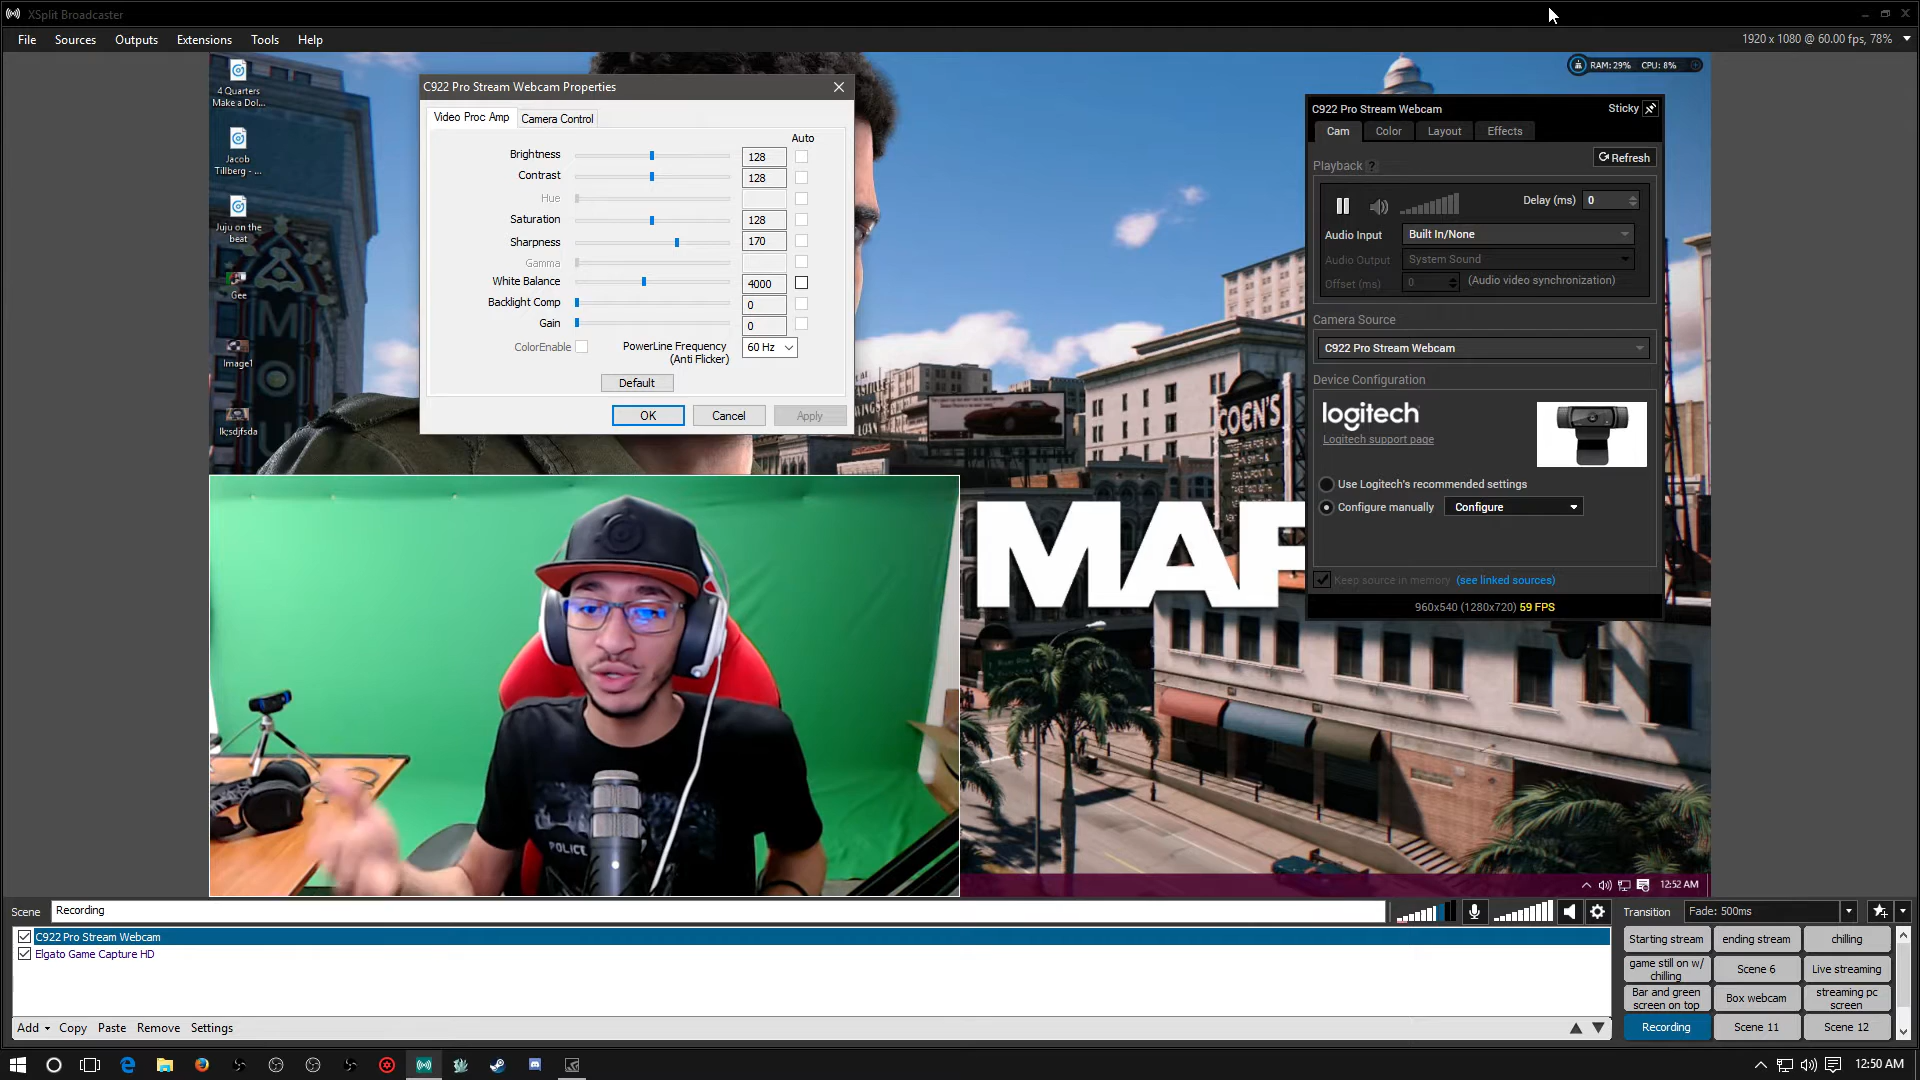 XSplit Broadcaster
File Sources Outputs Extensions Tools Help
1920 x 1080 @ 60.00 fps, 78%
4 Quarters
Make a Dol...
Jacob
Tillberg - ...
Juju on the
beat
Gee
Image1
lk;sdjfsda
RAM: 29% CPU: 8%
C922 Pro Stream Webcam Properties
Video Proc Amp Camera Control
Auto
Brightness 128
Contrast 128
Hue
Saturation 128
Sharpness 170
Gamma
White Balance 4000
Backlight Comp 0
Gain 0
ColorEnable PowerLine Frequency 60 Hz
(Anti Flicker)
Default
OK Cancel Apply
C922 Pro Stream Webcam Sticky
Cam Color Layout Effects
Refresh
Playback ?
Delay (ms) 0
Audio Input Built In/None
Audio Output System Sound
Offset (ms) 0 (Audio video synchronization)
Camera Source
C922 Pro Stream Webcam
Device Configuration
logitech
Logitech support page
Use Logitech's recommended settings
Configure manually Configure
Keep source in memory (see linked sources)
960x540 (1280x720) 59 FPS
COEN'S
MAF
POLICE
12:52 AM
Scene Recording
Transition Fade: 500ms
C922 Pro Stream Webcam
Elgato Game Capture HD
Starting stream ending stream chilling
game still on w/
chilling
Scene 6 Live streaming
Bar and green
screen on top
Box webcam
streaming pc
screen
Recording Scene 11 Scene 12
Add Copy Paste Remove Settings
12:50 AM